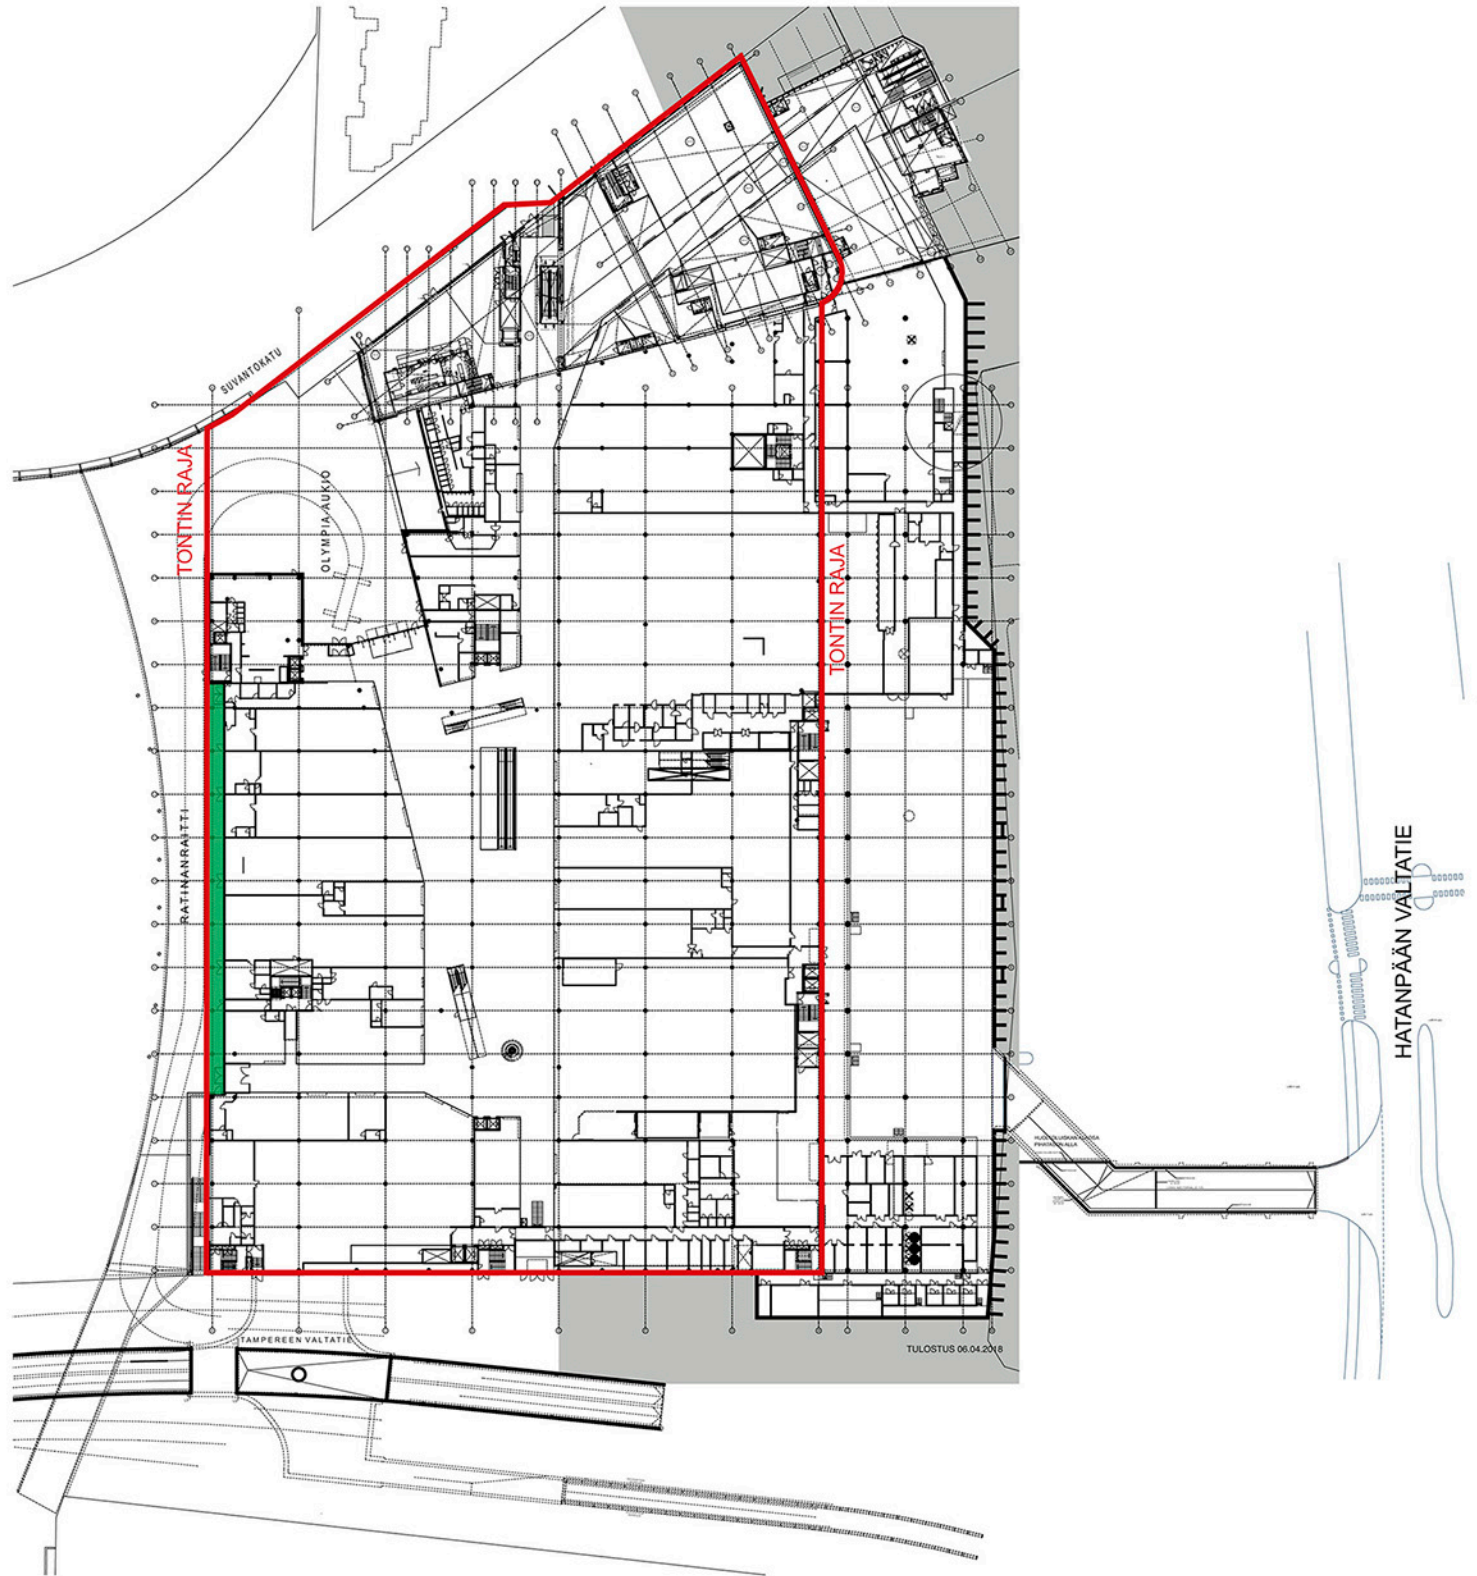 SUVANTOKATU
TONTIN RAJA
OLYMPIA-AUKIO
TONTIN RAJA
RATINANRAITTI
HATANPÄÄN VALTATIE
TAMPEREEN VALTATIE
TULOSTUS 06.04.2018